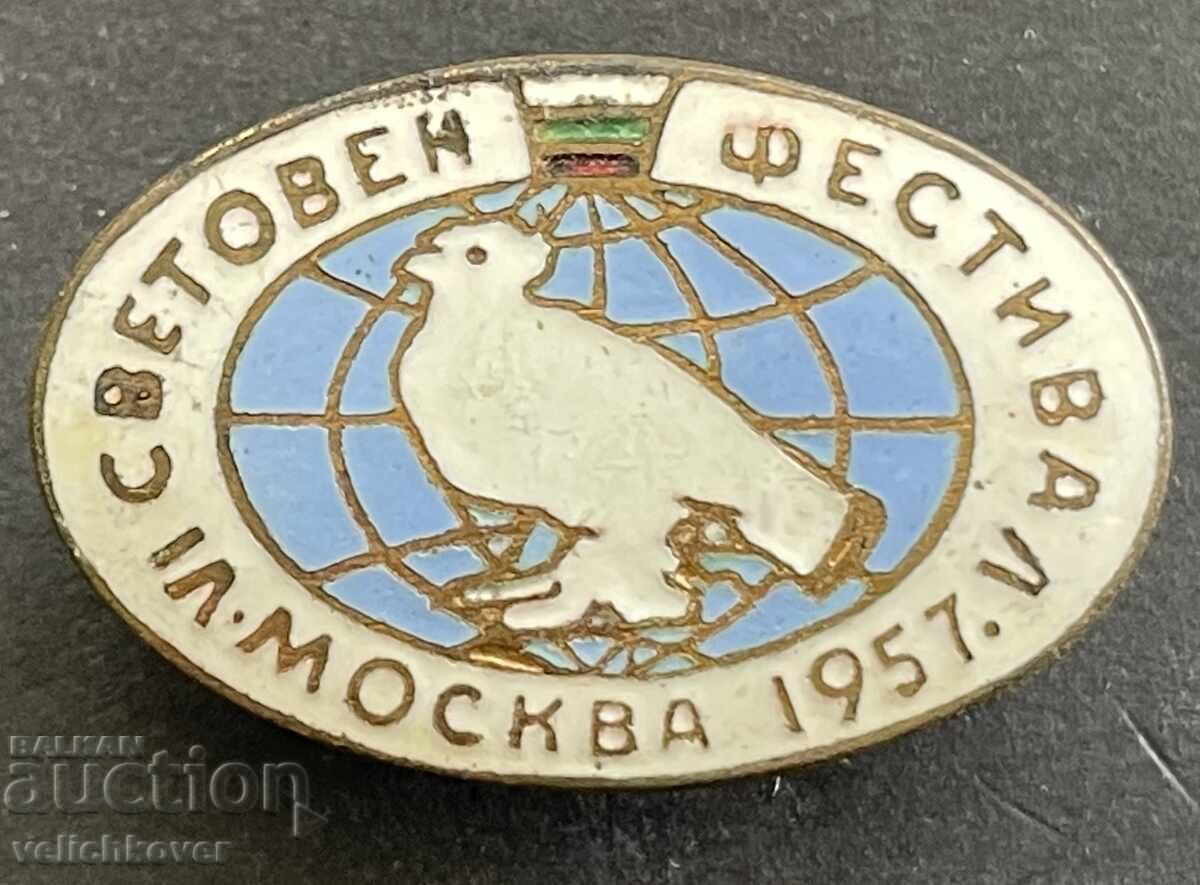 VI СВЕТОВЕН ФЕСТИВАЛ
· МОСКВА 1957 ·
BALKAN
auction
velichkover